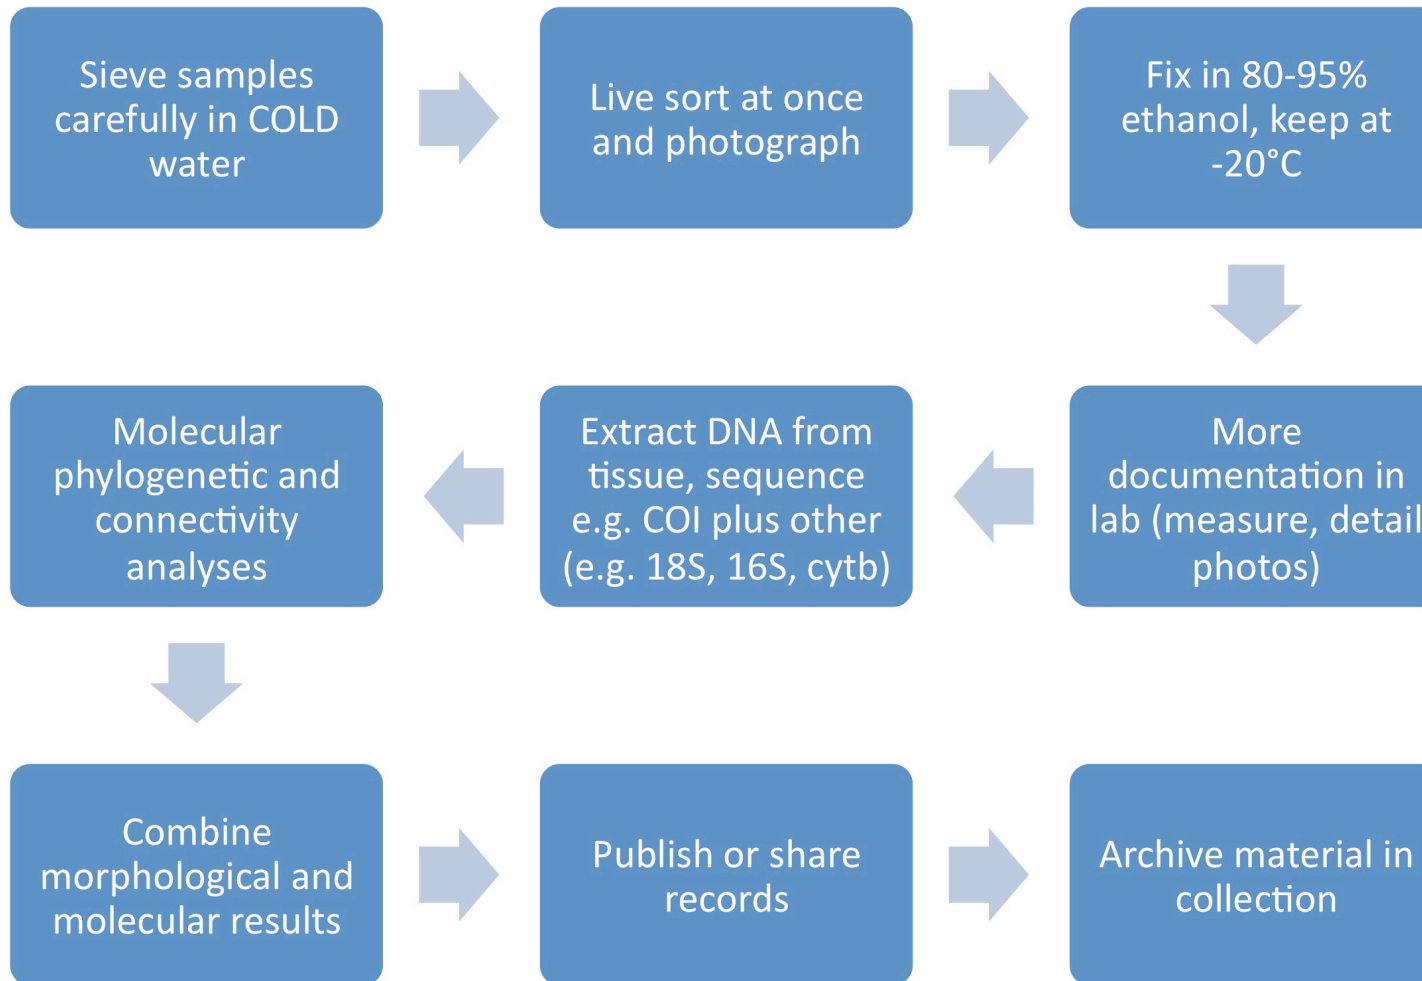 Sieve samples
carefully in COLD
water
Live sort at once
and photograph
Fix in 80-95%
ethanol, keep at
-20°C
More
documentation in
lab (measure, detail
photos)
Extract DNA from
tissue, sequence
e.g. COI plus other
(e.g. 18S, 16S, cytb)
Molecular
phylogenetic and
connectivity
analyses
Combine
morphological and
molecular results
Publish or share
records
Archive material in
collection